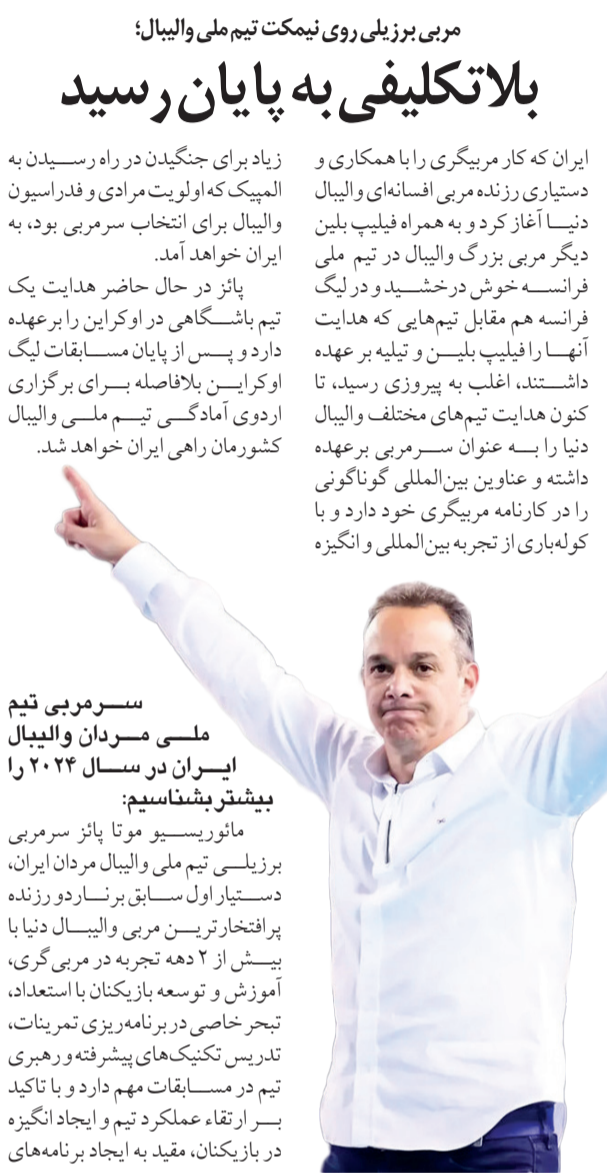 مربی برزیلی روی نیمکت تیم ملی والیبال؛
بلاتکلیفی به پایان رسید
ایران که کار مربیگری را با همکاری و
دستیاری رزنده مربی افسانه‌ای والیبال
دنیا آغاز کرد و به همراه فیلیپ بلین
دیگر مربی بزرگ والیبال در تیم ملی
فرانسه خوش درخشید و در لیگ
فرانسه هم مقابل تیم‌هایی که هدایت
آنها را فیلیپ بلین و تیلیه بر عهده
داشتند، اغلب به پیروزی رسید، تا
کنون هدایت تیم‌های مختلف والیبال
دنیا را به عنوان سرمربی برعهده
داشته و عناوین بین‌المللی گوناگونی
را در کارنامه مربیگری خود دارد و با
کوله‌باری از تجربه بین‌المللی و انگیزه
زیاد برای جنگیدن در راه رسیدن به
المپیک که اولویت مرادی و فدراسیون
والیبال برای انتخاب سرمربی بود، به
ایران خواهد آمد.
پائز در حال حاضر هدایت یک
تیم باشگاهی در اوکراین را برعهده
دارد و پس از پایان مسابقات لیگ
اوکراین بلافاصله برای برگزاری
اردوی آمادگی تیم ملی والیبال
کشورمان راهی ایران خواهد شد.
سرمربی تیم
ملی مردان والیبال
ایران در سال ۲۰۲۴ را
بیشتر بشناسیم:
مائوریسیو موتا پائز سرمربی
برزیلی تیم ملی والیبال مردان ایران،
دستیار اول سابق برناردو رزنده
پرافتخارترین مربی والیبال دنیا با
بیش از ۲ دهه تجربه در مربی‌گری،
آموزش و توسعه بازیکنان با استعداد،
تبحر خاصی در برنامه‌ریزی تمرینات،
تدریس تکنیک‌های پیشرفته و رهبری
تیم در مسابقات مهم دارد و با تاکید
بر ارتقاء عملکرد تیم و ایجاد انگیزه
در بازیکنان، مقید به ایجاد برنامه‌های